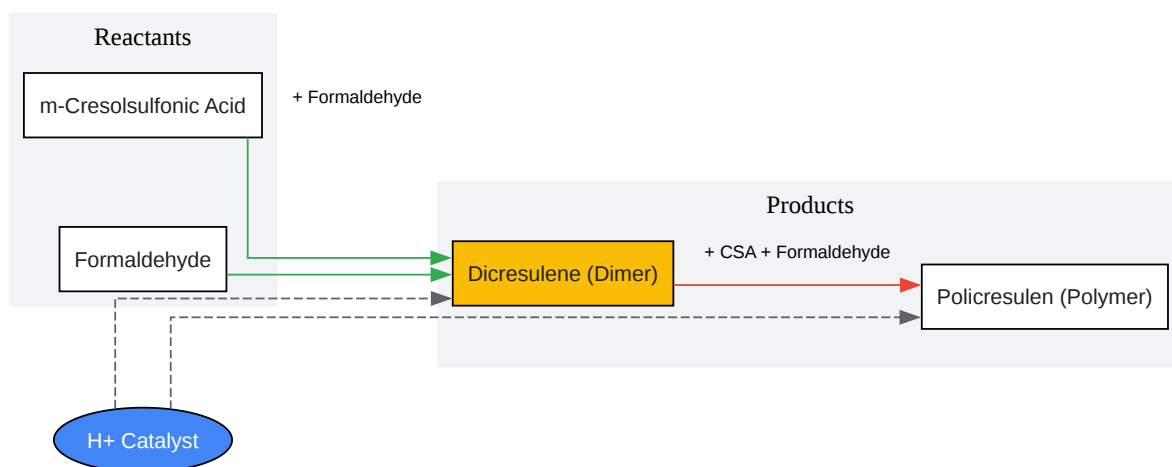 Reactants
m-Cresolsulfonic Acid
+ Formaldehyde
Formaldehyde
Products
Dicresulene (Dimer)
+ CSA + Formaldehyde
Policresulen (Polymer)
H+ Catalyst